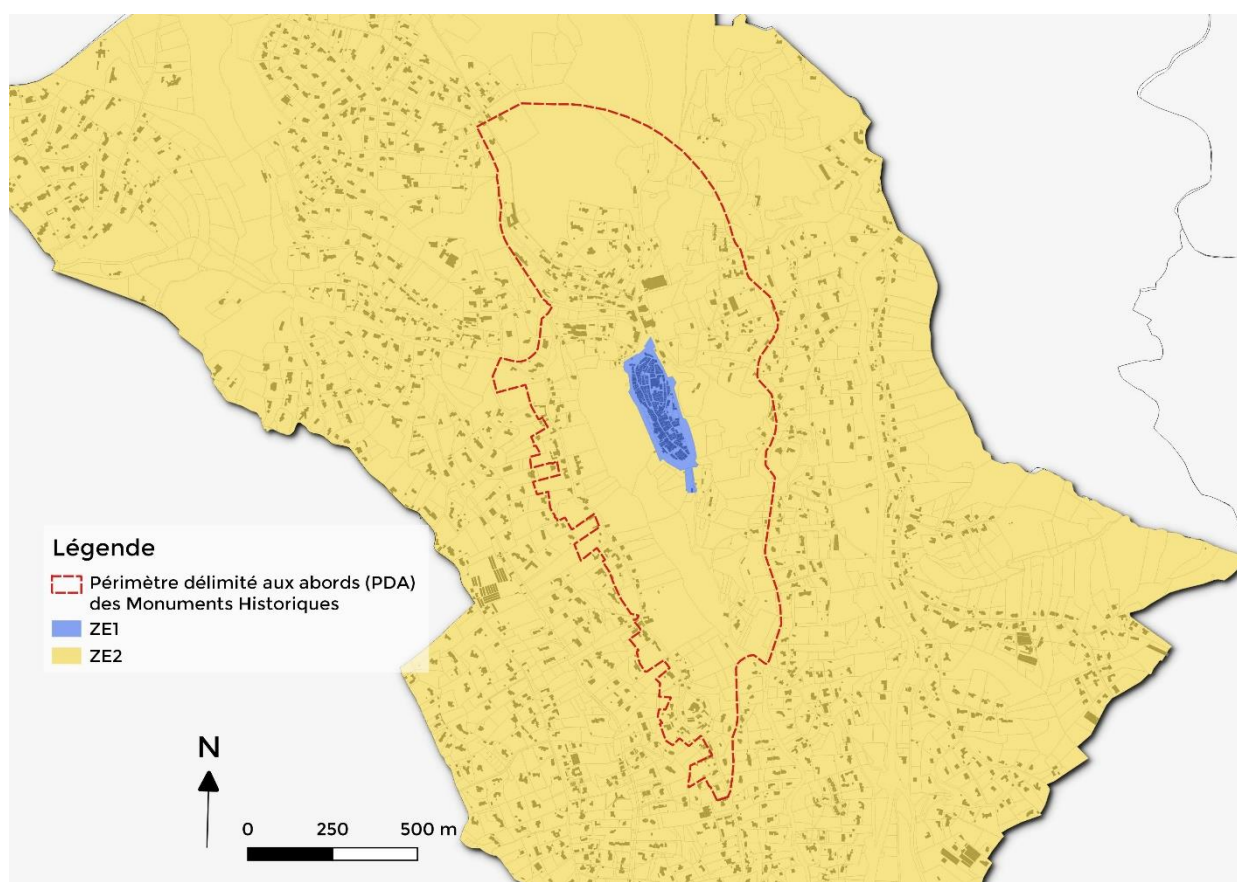 Légende
Périmètre délimité aux abords (PDA)
des Monuments Historiques
ZE1
ZE2
N
0 250 500 m